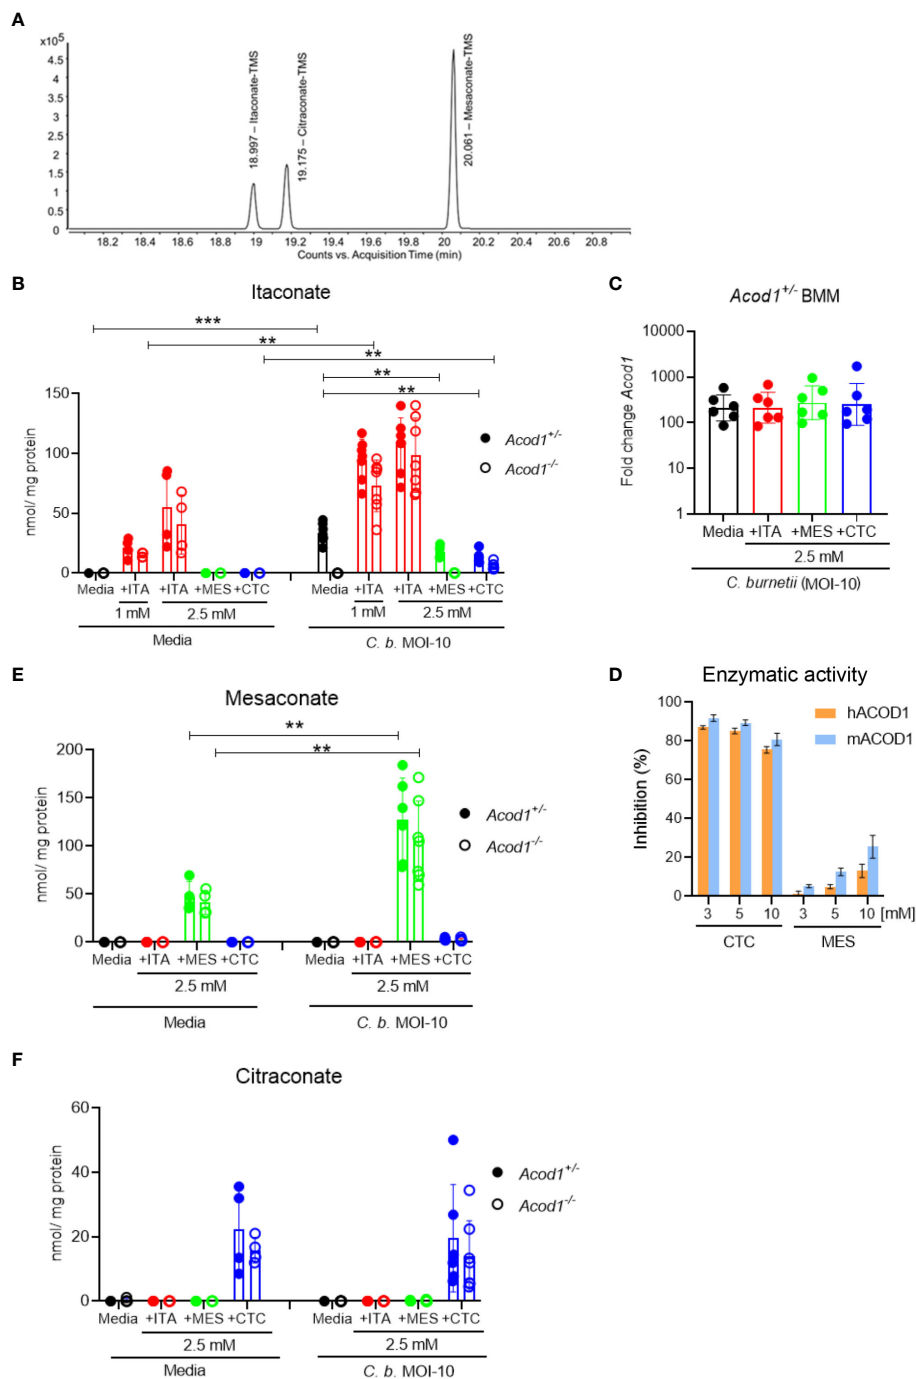 A
x10⁵
4.5
4
3.5
3
2.5
2
1.5
1
0.5
0
18.997 – Itaconate-TMS
19.175 – Citraconate-TMS
20.061 – Mesaconate-TMS
18.2 18.4 18.6 18.8 19 19.2 19.4 19.6 19.8 20 20.2 20.4 20.6 20.8
Counts vs. Acquisition Time (min)
B
Itaconate
***
**
**
**
**
nmol/ mg protein
150
100
50
0
Acod1+/-
Acod1-/-
Media +ITA +ITA +MES +CTC Media +ITA +ITA +MES +CTC
1 mM 2.5 mM 1 mM 2.5 mM
Media C. b. MOI-10
C
Acod1+/- BMM
Fold change Acod1
10000
1000
100
10
1
Media +ITA +MES +CTC
2.5 mM
C. burnetii (MOI-10)
E
Mesaconate
**
**
nmol/ mg protein
200
150
100
50
0
Acod1+/-
Acod1-/-
Media +ITA +MES +CTC Media +ITA +MES +CTC
2.5 mM 2.5 mM
Media C. b. MOI-10
D
Enzymatic activity
Inhibition (%)
100
80
60
40
20
0
hACOD1
mACOD1
3 5 10 3 5 10 [mM]
CTC MES
F
Citraconate
nmol/ mg protein
60
40
20
0
Acod1+/-
Acod1-/-
Media +ITA +MES +CTC Media +ITA +MES +CTC
2.5 mM 2.5 mM
Media C. b. MOI-10